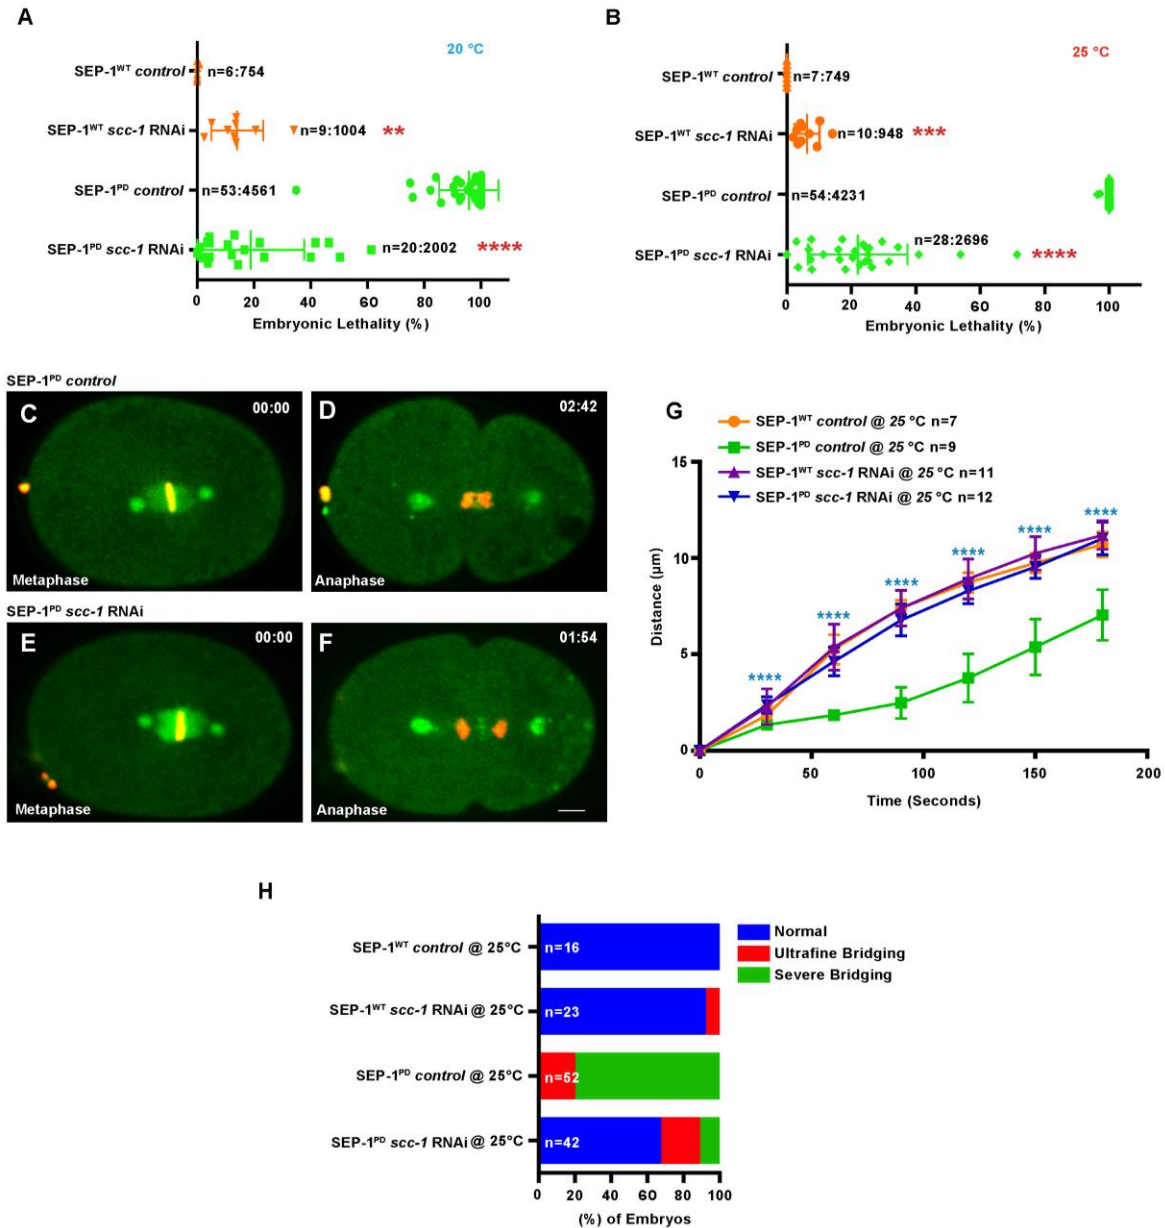 A
20 °C
SEP-1ᵂᵀ control
n=6:754
SEP-1ᵂᵀ scc-1 RNAi
n=9:1004 **
SEP-1ᴾᴰ control
n=53:4561
SEP-1ᴾᴰ scc-1 RNAi
n=20:2002 ****
0 20 40 60 80 100
Embryonic Lethality (%)
B
25 °C
SEP-1ᵂᵀ control
n=7:749
SEP-1ᵂᵀ scc-1 RNAi
n=10:948 ***
SEP-1ᴾᴰ control
n=54:4231
SEP-1ᴾᴰ scc-1 RNAi
n=28:2696 ****
0 20 40 60 80 100
Embryonic Lethality (%)
SEP-1ᴾᴰ control
C 00:00
Metaphase
D 02:42
Anaphase
SEP-1ᴾᴰ scc-1 RNAi
E 00:00
Metaphase
F 01:54
Anaphase
G
SEP-1ᵂᵀ control @ 25 °C n=7
SEP-1ᴾᴰ control @ 25 °C n=9
SEP-1ᵂᵀ scc-1 RNAi @ 25 °C n=11
SEP-1ᴾᴰ scc-1 RNAi @ 25 °C n=12
15
10
5
0
Distance (µm)
**** **** **** **** **** ****
0 50 100 150 200
Time (Seconds)
H
SEP-1ᵂᵀ control @ 25°C
n=16
SEP-1ᵂᵀ scc-1 RNAi @ 25°C
n=23
SEP-1ᴾᴰ control @ 25°C
n=52
SEP-1ᴾᴰ scc-1 RNAi @ 25°C
n=42
0 20 40 60 80 100
(%) of Embryos
Normal
Ultrafine Bridging
Severe Bridging